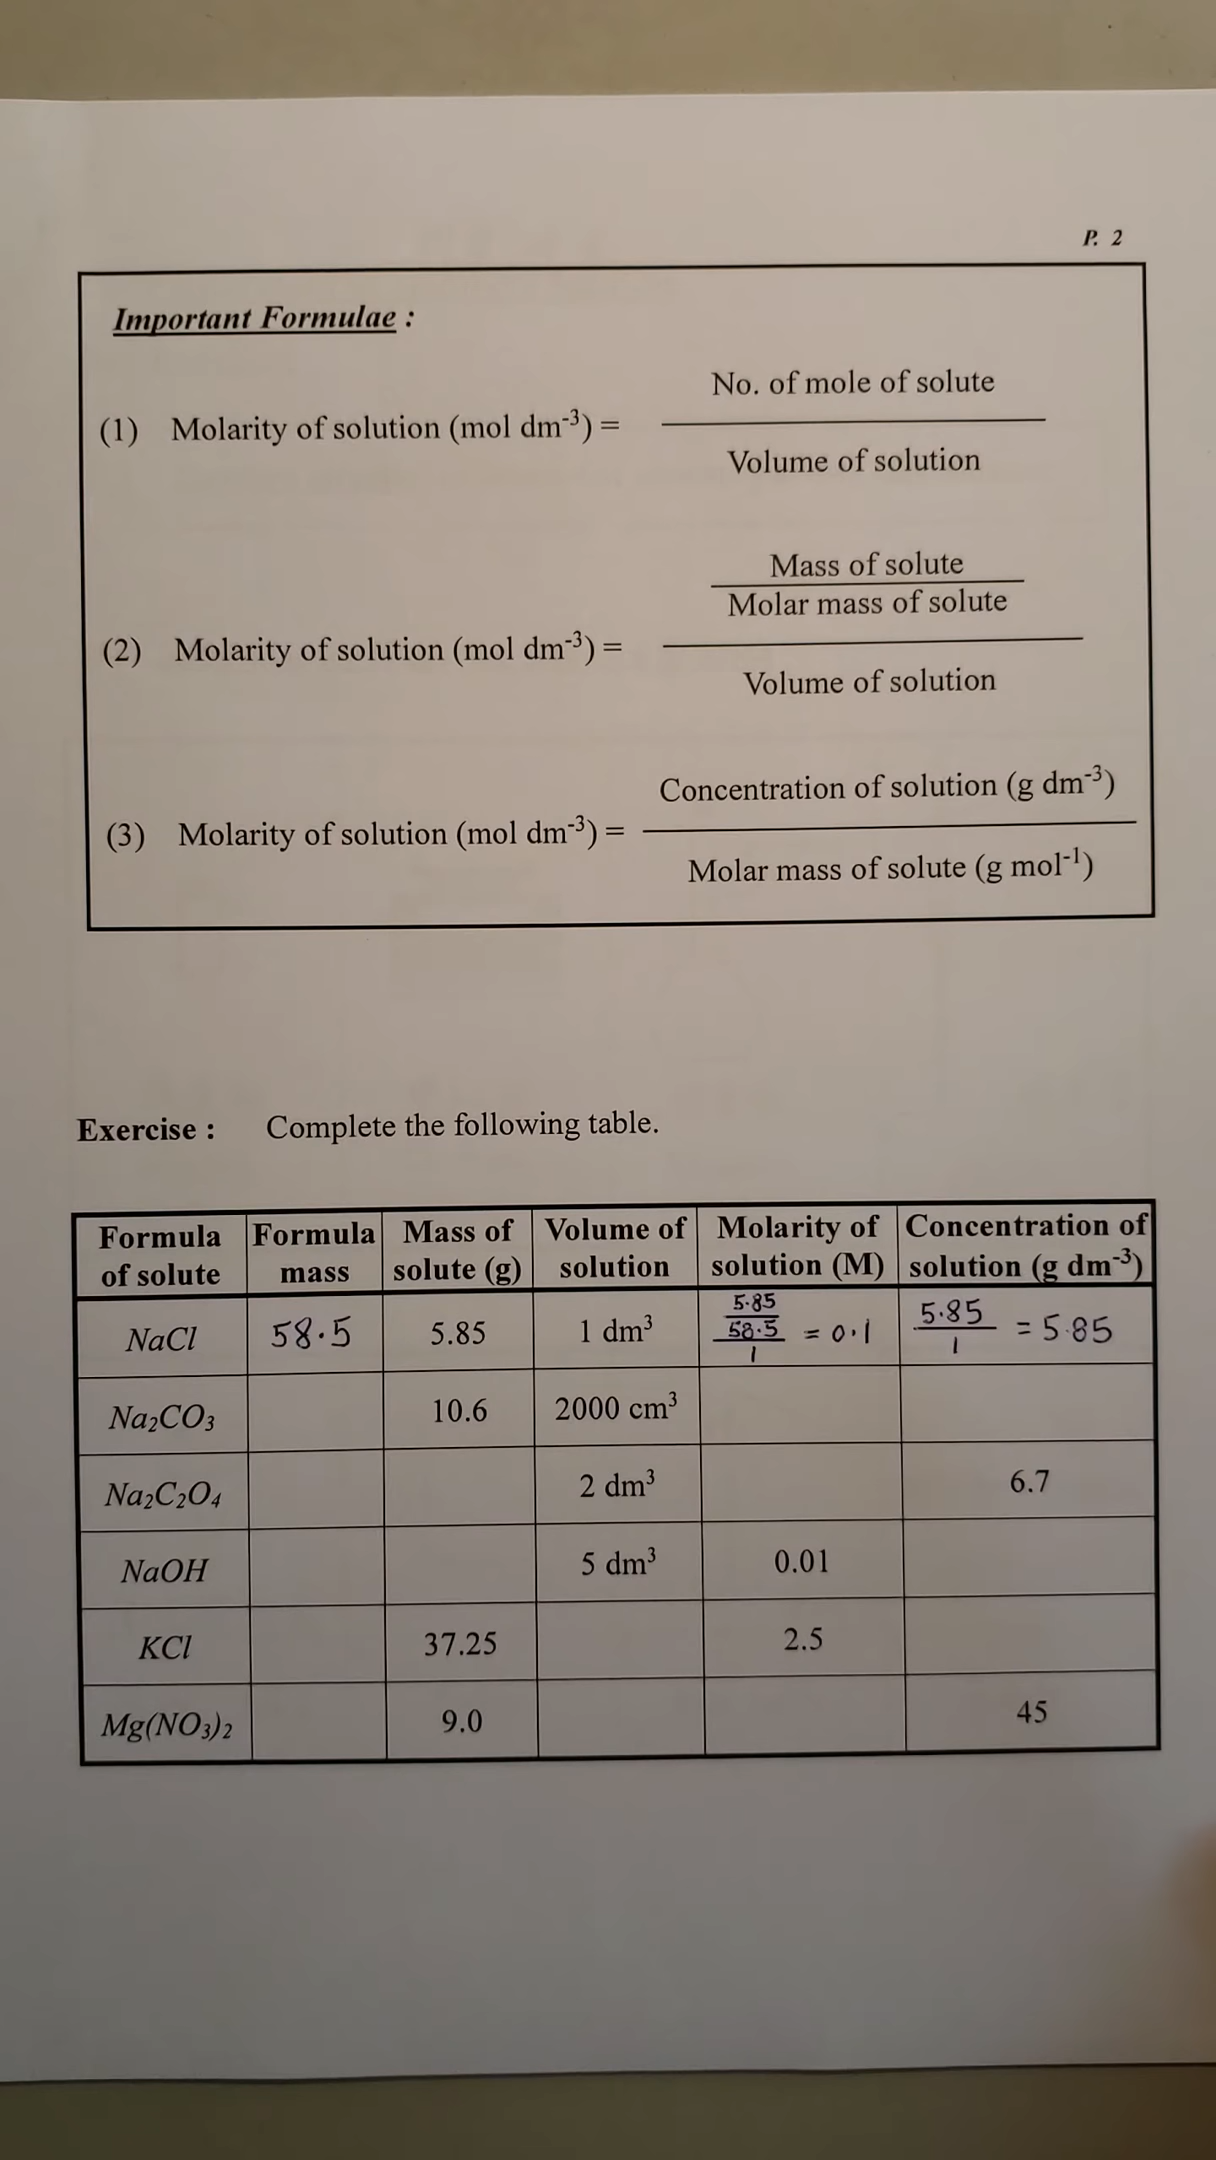 P. 2
Important Formulae :
No. of mole of solute
(1) Molarity of solution (mol dm⁻³) =
Volume of solution
Mass of solute
Molar mass of solute
(2) Molarity of solution (mol dm⁻³) =
Volume of solution
Concentration of solution (g dm⁻³)
(3) Molarity of solution (mol dm⁻³) =
Molar mass of solute (g mol⁻¹)
Exercise : Complete the following table.
Formula of solute | Formula mass | Mass of solute (g) | Volume of solution | Molarity of solution (M) | Concentration of solution (g dm⁻³)
NaCl | 58.5 | 5.85 | 1 dm³ | 5.85 / 58.5 / 1 = 0.1 | 5.85 / 1 = 5.85
Na₂CO₃ | | 10.6 | 2000 cm³ | |
Na₂C₂O₄ | | | 2 dm³ | | 6.7
NaOH | | | 5 dm³ | 0.01 |
KCl | | 37.25 | | 2.5 |
Mg(NO₃)₂ | | 9.0 | | | 45